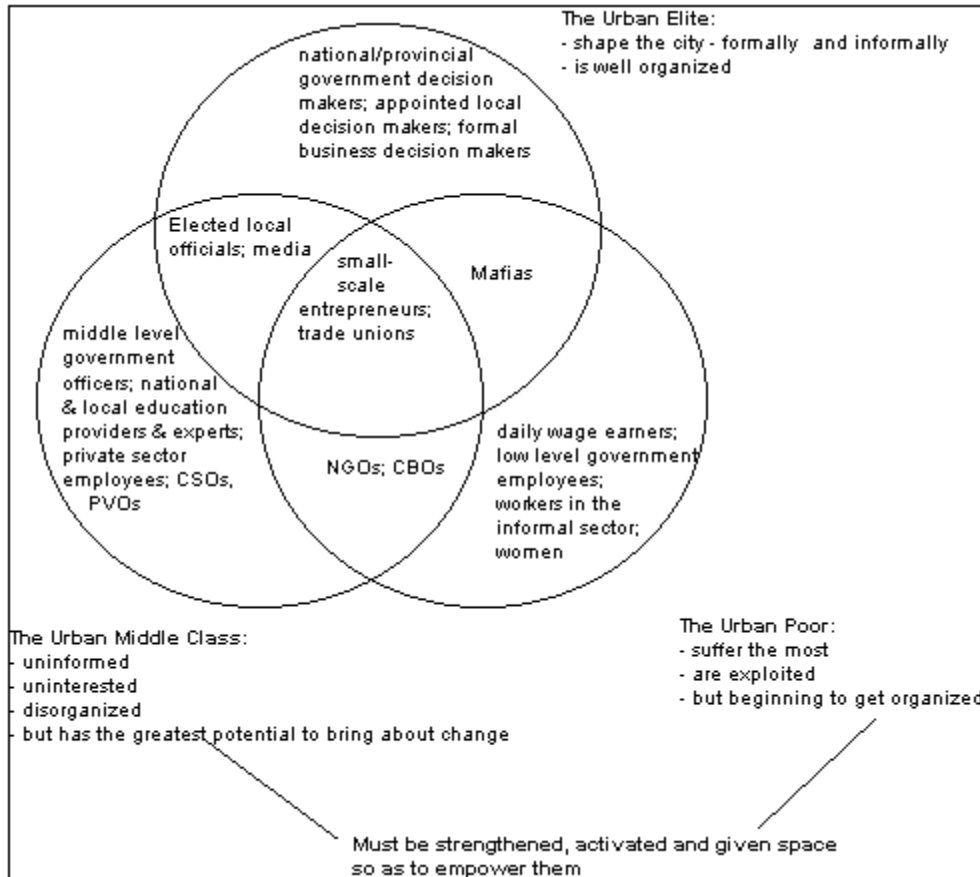 The Urban Elite:
- shape the city - formally and informally
- is well organized
national/provincial
government decision
makers; appointed local
decision makers; formal
business decision makers
Elected local
officials; media
small-
scale
entrepreneurs;
trade unions
Mafias
middle level
government
officers; national
& local education
providers & experts;
private sector
employees; CSOs,
PVOs
NGOs; CBOs
daily wage earners;
low level government
employees;
workers in the
informal sector;
women
The Urban Middle Class:
- uninformed
- uninterested
- disorganized
- but has the greatest potential to bring about change
The Urban Poor:
- suffer the most
- are exploited
- but beginning to get organized
Must be strengthened, activated and given space
so as to empower them